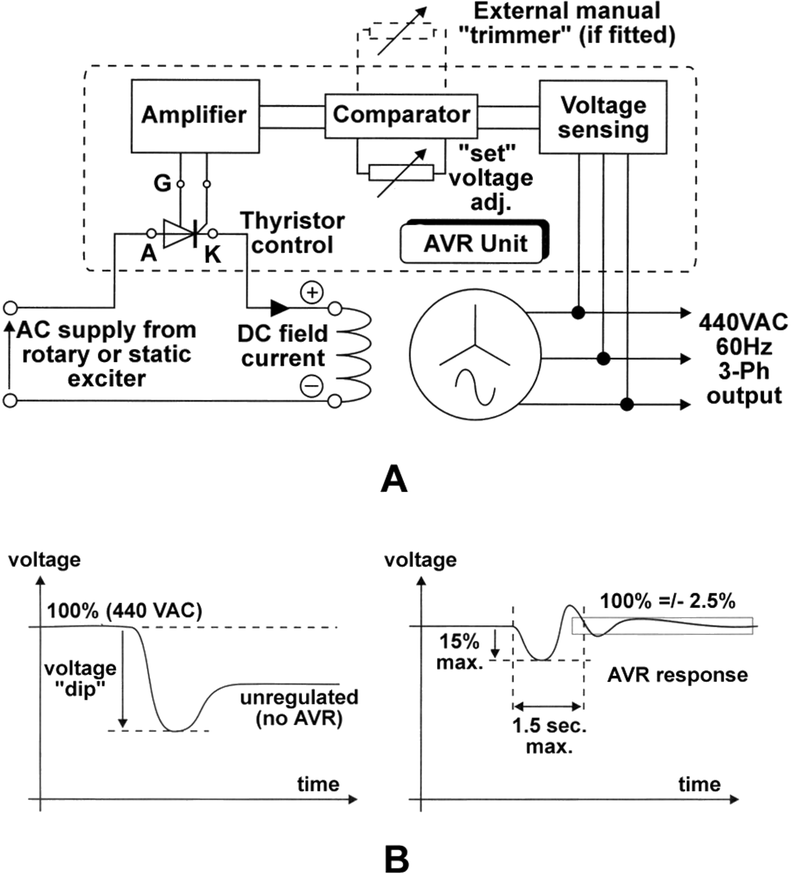 External manual
"trimmer" (if fitted)
Amplifier
Comparator
Voltage
sensing
"set"
voltage
adj.
G
A
K
Thyristor
control
AVR Unit
+
AC supply from
rotary or static
exciter
DC field
current
−
440VAC
60Hz
3-Ph
output
A
voltage
100% (440 VAC)
voltage
"dip"
unregulated
(no AVR)
time
voltage
100% =/- 2.5%
15%
max.
AVR response
1.5 sec.
max.
time
B